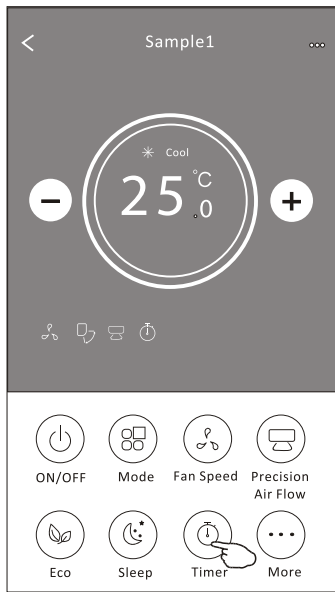 Sample1
Cool
25.0°C
ON/OFF Mode Fan Speed Precision Air Flow
Eco Sleep Timer More